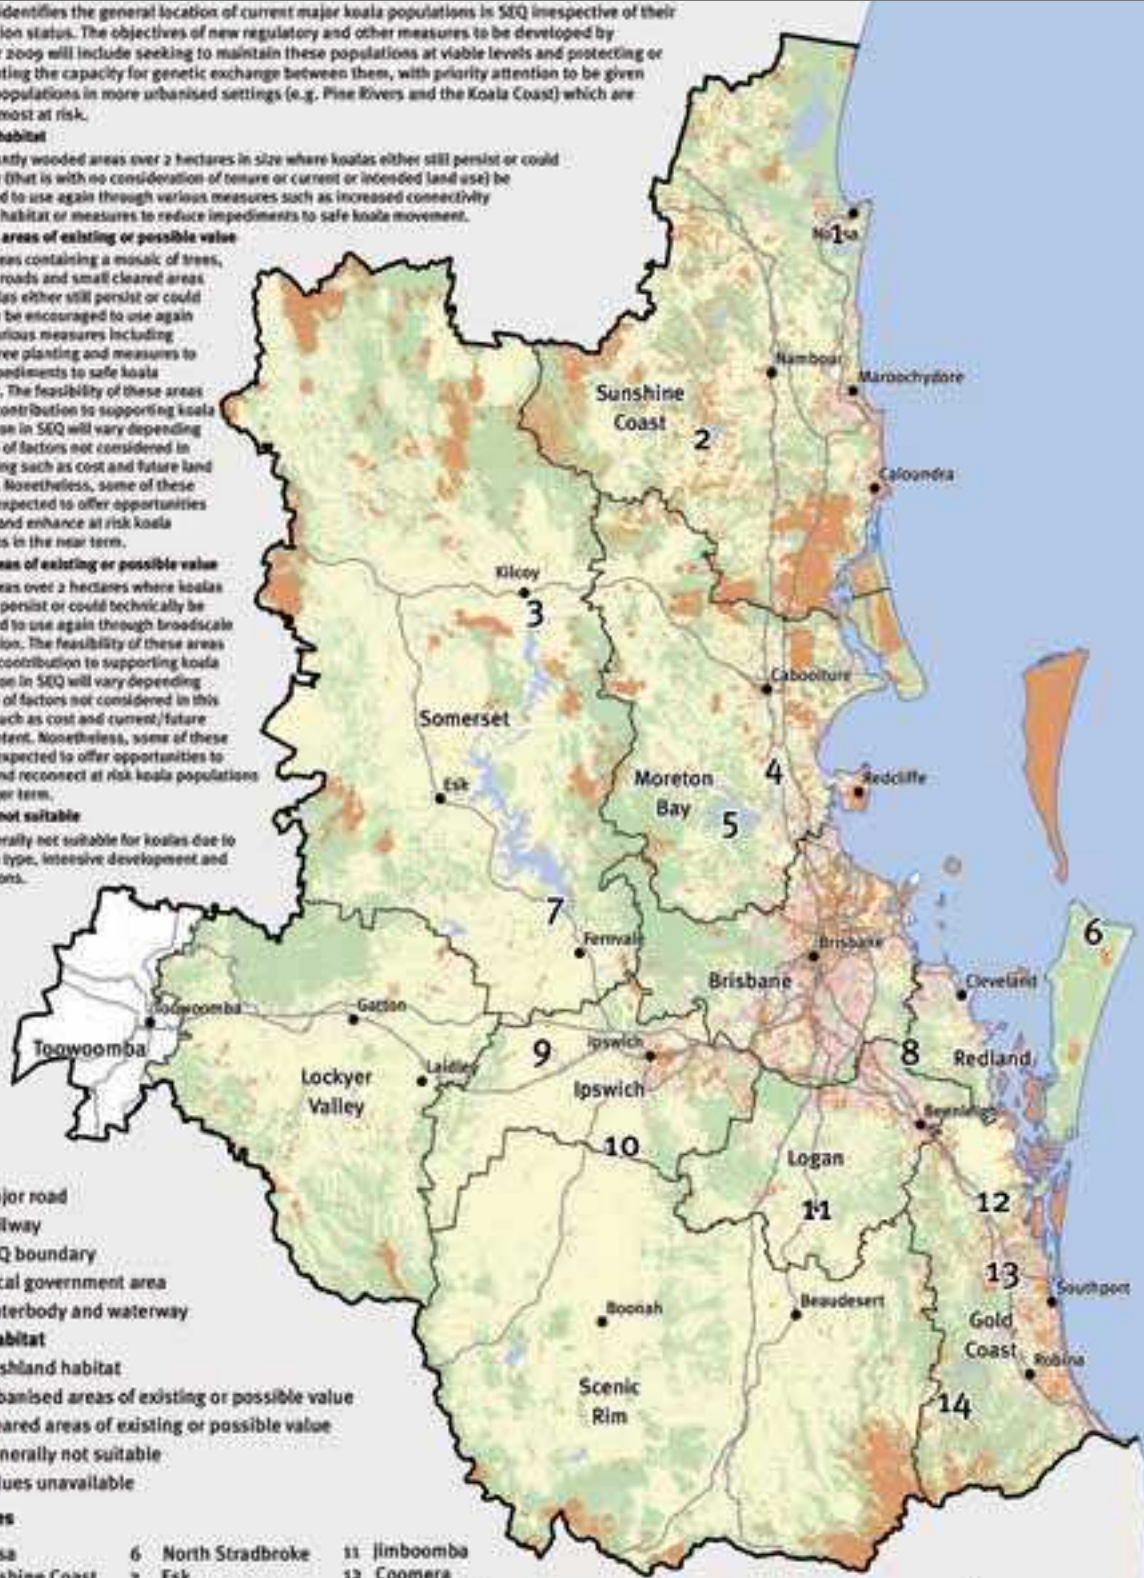 identifies the general location of current major koala populations in SEQ irrespective of their
ion status. The objectives of new regulatory and other measures to be developed by
2009 will include seeking to maintain these populations at viable levels and protecting or
ting the capacity for genetic exchange between them, with priority attention to be given
opulations in more urbanised settings (e.g. Pine Rivers and the Koala Coast) which are
most at risk.
habitat
ntly wooded areas over 2 hectares in size where koalas either still persist or could
(that is with no consideration of tenure or current or intended land use) be
d to use again through various measures such as increased connectivity
habitat or measures to reduce impediments to safe koala movement.
areas of existing or possible value
eas containing a mosaic of trees,
roads and small cleared areas
las either still persist or could
be encouraged to use again
arious measures including
ree planting and measures to
pediments to safe koala
. The feasibility of these areas
contribution to supporting koala
on in SEQ will vary depending
of factors not considered in
ng such as cost and future land
. Nonetheless, some of these
expected to offer opportunities
and enhance at risk koala
s in the near term.
eas of existing or possible value
eas over 2 hectares where koalas
persist or could technically be
d to use again through broadscale
ion. The feasibility of these areas
contribution to supporting koala
on in SEQ will vary depending
of factors not considered in this
uch as cost and current/future
tent. Nonetheless, some of these
expected to offer opportunities to
nd reconnect at risk koala populations
er term.
not suitable
erally not suitable for koalas due to
type, intensive development and
ons.
1
Noosa
Nambour
Maroochydore
Sunshine
Coast
2
Caloundra
Kilcoy
3
Caboolture
Somerset
Moreton
Bay
4
Redcliffe
Esk
5
7
6
Fernvale
Brisbane
Brisbane
Cleveland
Toowoomba
Gatton
Toowoomba
9
Ipswich
8
Redland
Lockyer
Valley
Laidley
Ipswich
Beenleigh
10
Logan
11
12
13
Southport
Boonah
Beaudesert
Gold
Coast
Robina
Scenic
Rim
14
jor road
ilway
Q boundary
cal government area
terbody and waterway
abitat
shland habitat
banised areas of existing or possible value
eared areas of existing or possible value
nerally not suitable
lues unavailable
es
sa 6 North Stradbroke 11 Jimboomba
shine Coast 7 Esk 12 Coomera